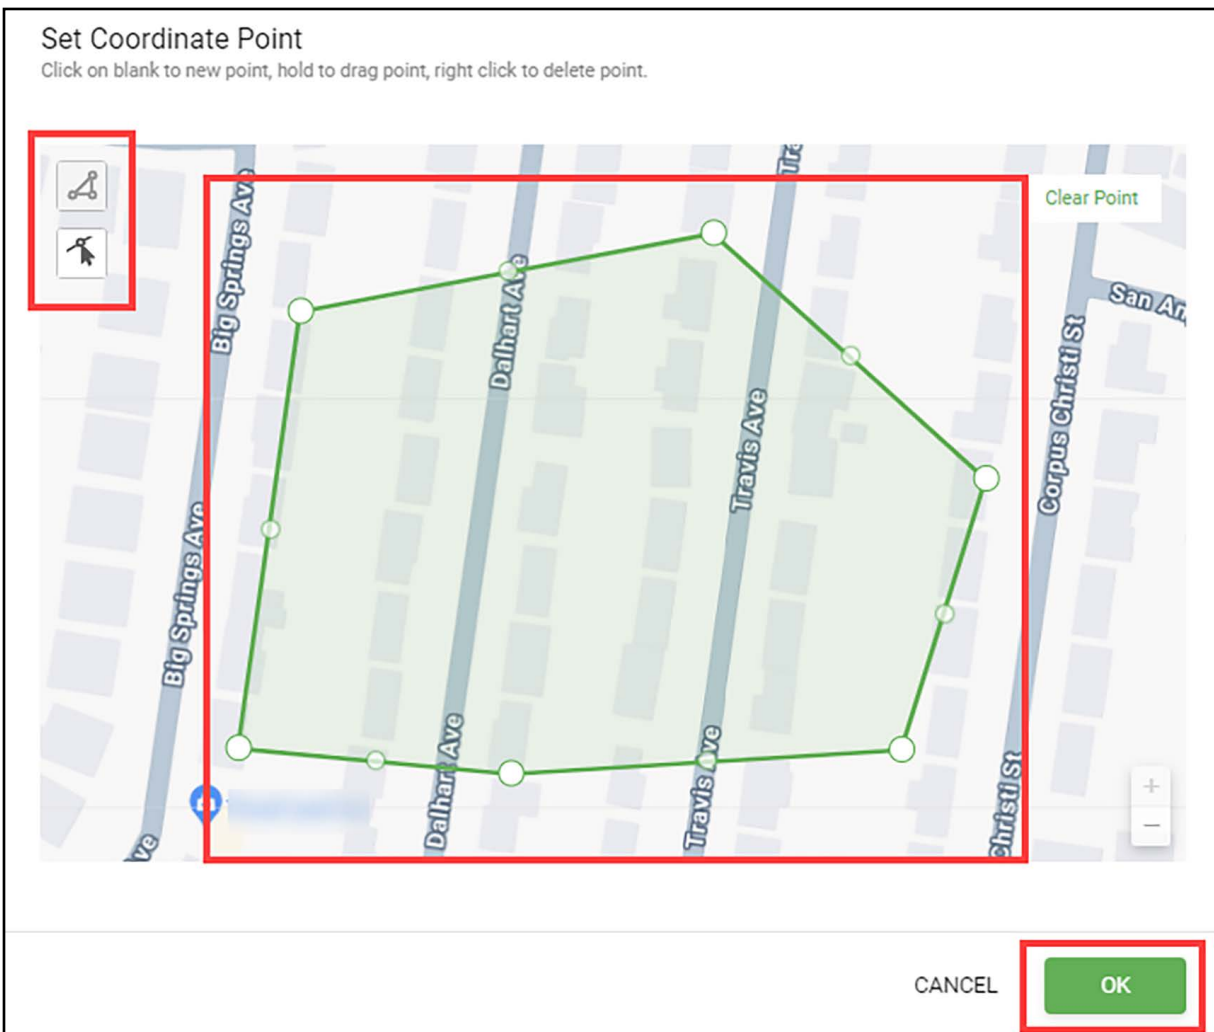 Set Coordinate Point
Click on blank to new point, hold to drag point, right click to delete point.
Clear Point
Big Springs Ave
Tra
Dalhart Ave
San An
Corpus Christi St
Travis Ave
Big Springs Ave
Dalhart Ave
Travis Ave
Christi St
ve
+
−
CANCEL
OK